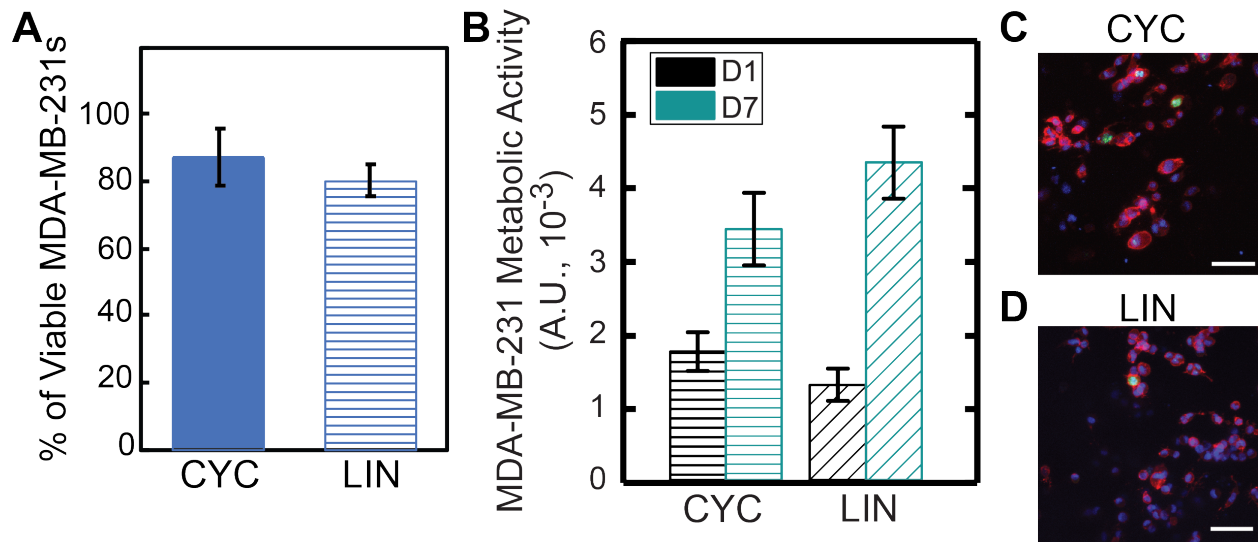 A
% of Viable MDA-MB-231s
100
80
60
40
20
0
CYC
LIN
B
MDA-MB-231 Metabolic Activity
(A.U., 10-3)
6
5
4
3
2
1
0
D1
D7
CYC
LIN
C
CYC
D
LIN